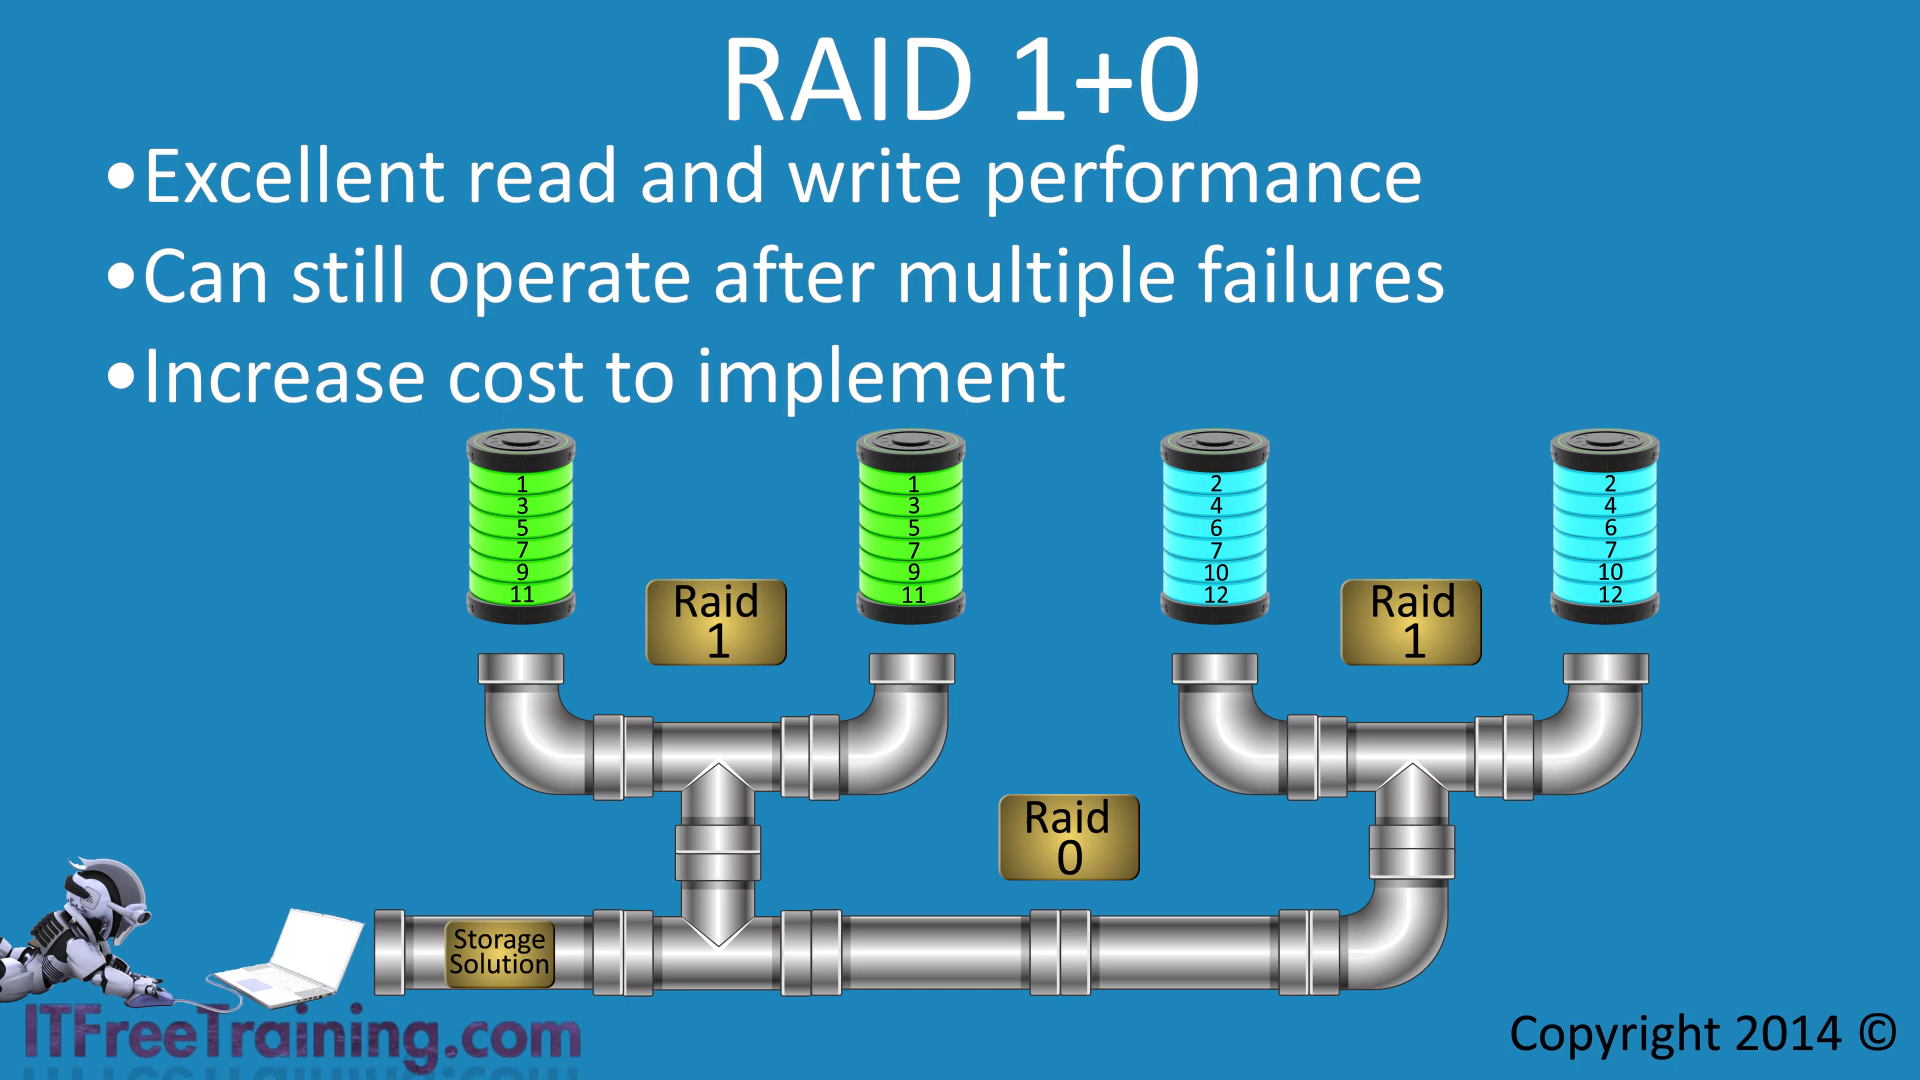 RAID 1+0
•Excellent read and write performance
•Can still operate after multiple failures
•Increase cost to implement
1
3
5
7
9
11
1
3
5
7
9
11
2
4
6
7
10
12
2
4
6
7
10
12
Raid
1
Raid
1
Raid
0
Storage
Solution
ITFreeTraining.com
Copyright 2014 ©